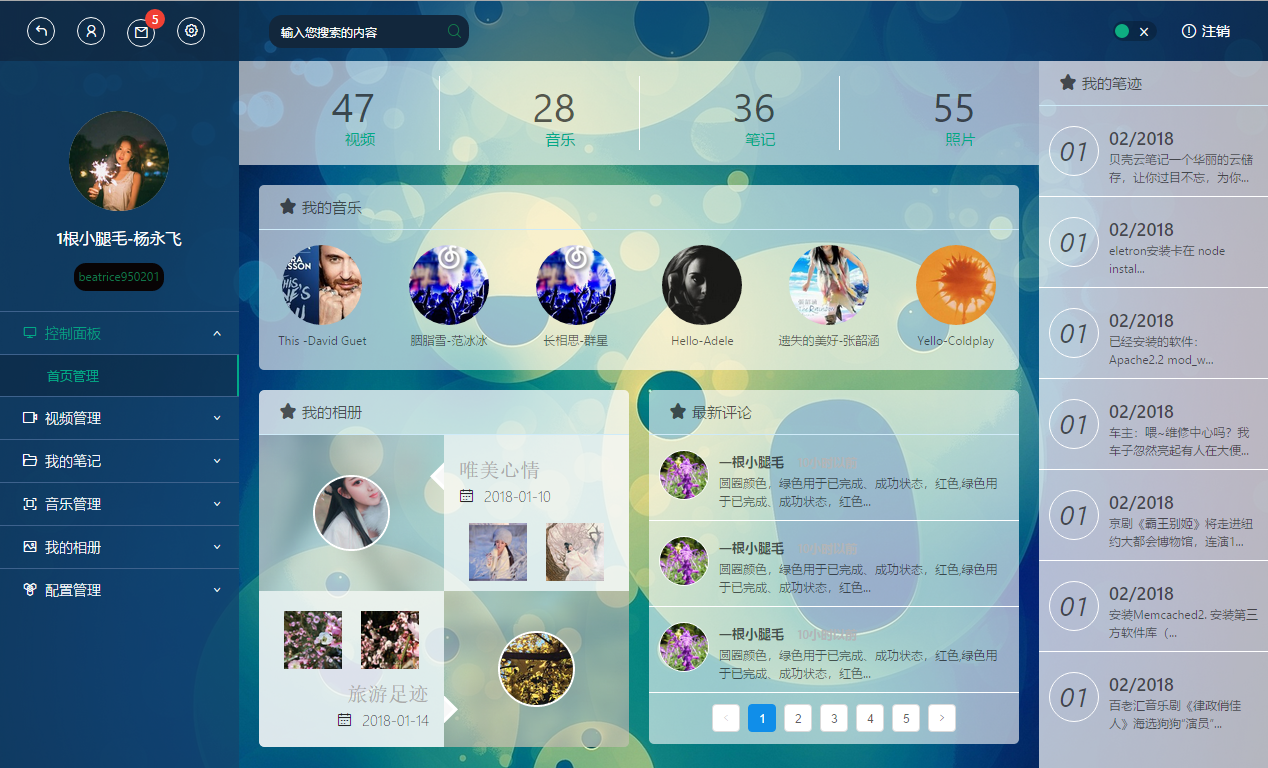 5
输入您搜索的内容
X
注销
1根小腿毛-杨永飞
beatrice950201
控制面板
首页管理
视频管理
我的笔记
音乐管理
我的相册
配置管理
47
视频
28
音乐
36
笔记
55
照片
我的音乐
This -David Guet
胭脂雪-范冰冰
长相思-群星
Hello-Adele
遗失的美好-张韶涵
Yello-Coldplay
我的相册
唯美心情
2018-01-10
旅游足迹
2018-01-14
最新评论
一根小腿毛
圆圈颜色，绿色用于已完成、成功状态，红色,绿色用
于已完成、成功状态，红色...
一根小腿毛
圆圈颜色，绿色用于已完成、成功状态，红色,绿色用
于已完成、成功状态，红色...
一根小腿毛 10小时以前
圆圈颜色，绿色用于已完成、成功状态，红色,绿色用
于已完成、成功状态，红色...
1 2 3 4 5
我的笔迹
01
02/2018
贝壳云笔记一个华丽的云储
存，让你过目不忘，为你...
01
02/2018
eletron安装卡在 node
instal...
01
02/2018
已经安装的软件：
Apache2.2 mod_w...
01
02/2018
车主：喂~维修中心吗？我
车子忽然亮起有人在大便...
01
02/2018
京剧《霸王别姬》将走进纽
约大都会博物馆，连演1...
01
02/2018
安装Memcached2. 安装第三
方软件库（...
01
02/2018
百老汇音乐剧《律政俏佳
人》海选狗狗“演员”...